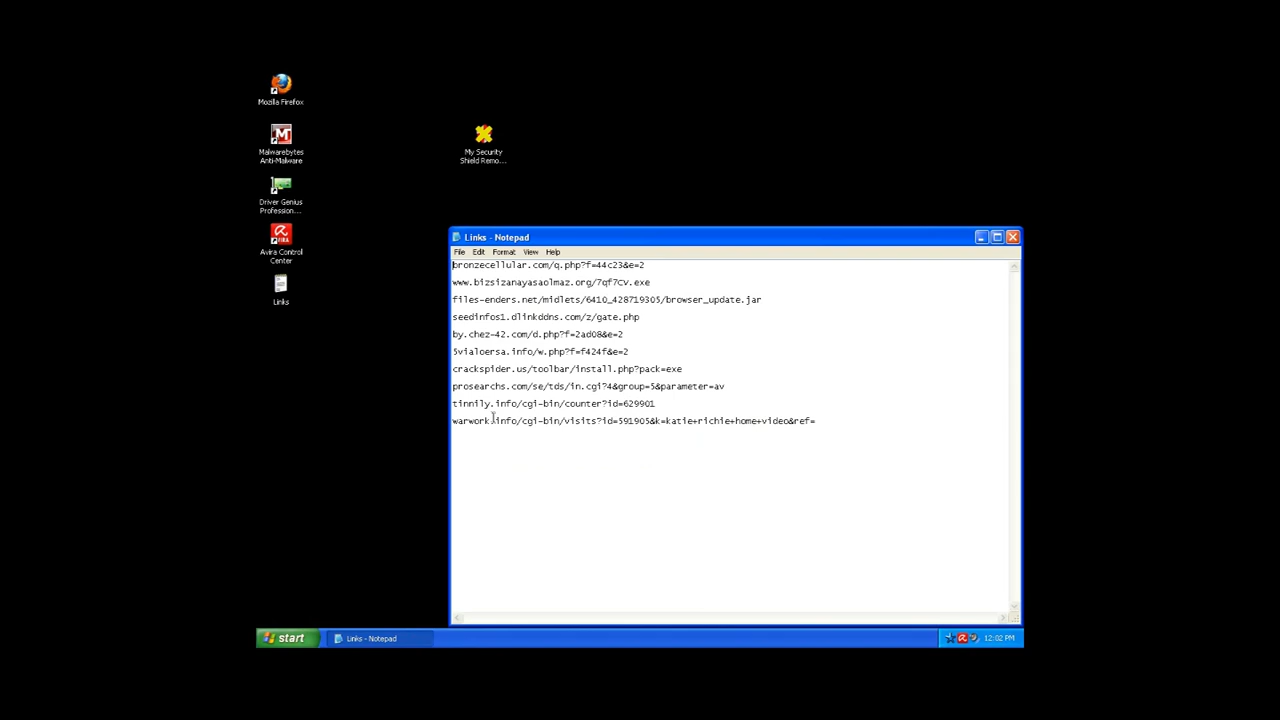 Mozilla Firefox
Malwarebytes
Anti-Malware
Driver Genius
Profession...
Avira Control
Center
Links
My Security
Shield Remo...
Links - Notepad
File Edit Format View Help
bronzecellular.com/q.php?f=44c23&e=2
www.bizsizanayasaolmaz.org/7qf7cv.exe
files-enders.net/midlets/6410_428719305/browser_update.jar
seedinfos1.dlinkddns.com/z/gate.php
by.chez-42.com/d.php?f=2ad08&e=2
5vialoersa.info/w.php?f=f424f&e=2
crackspider.us/toolbar/install.php?pack=exe
prosearchs.com/se/tds/in.cgi?4&group=5&parameter=av
tinnily.info/cgi-bin/counter?id=629901
warwork.info/cgi-bin/visits?id=591905&k=katie+richie+home+video&ref=
start
Links - Notepad
12:02 PM